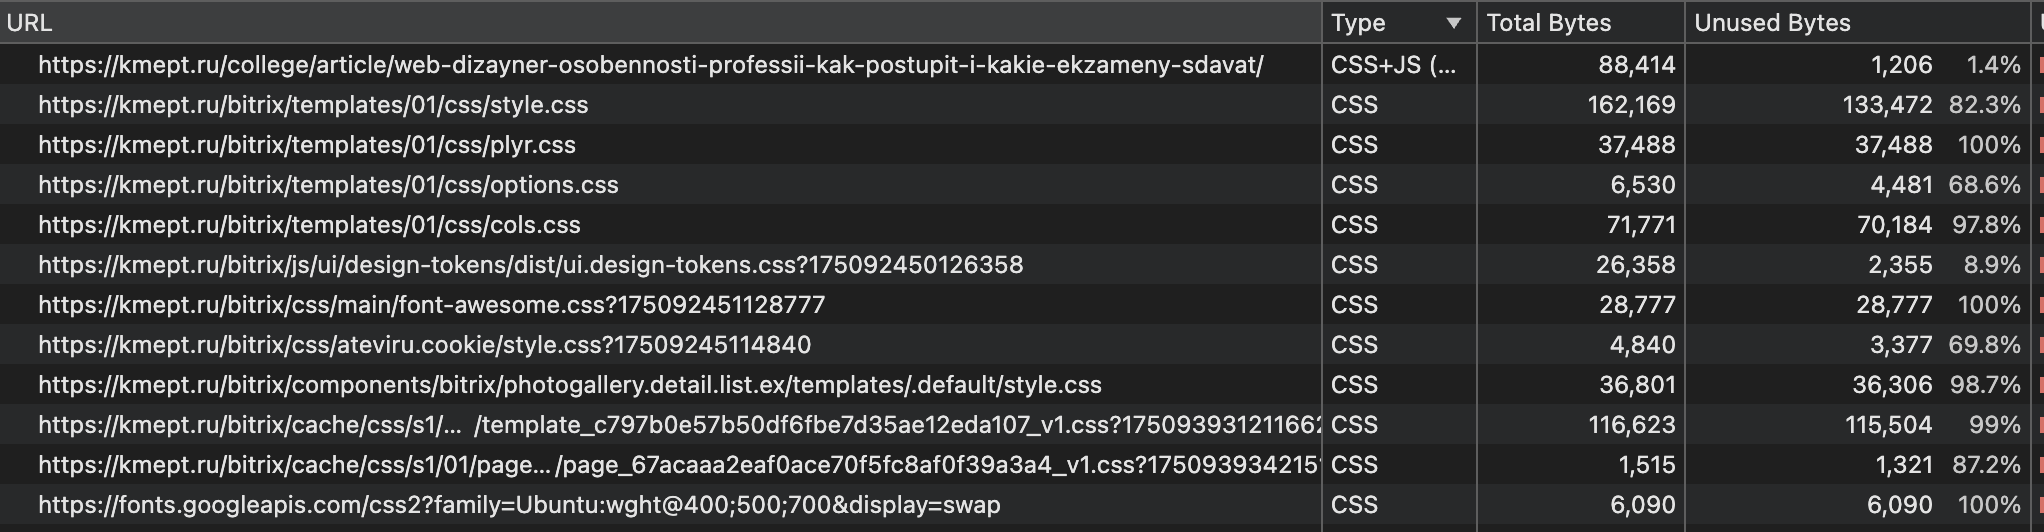 URL Type ▼ Total Bytes Unused Bytes
https://kmept.ru/college/article/web-dizayner-osobennosti-professii-kak-postupit-i-kakie-ekzameny-sdavat/ CSS+JS (... 88,414 1,206 1.4%
https://kmept.ru/bitrix/templates/01/css/style.css CSS 162,169 133,472 82.3%
https://kmept.ru/bitrix/templates/01/css/plyr.css CSS 37,488 37,488 100%
https://kmept.ru/bitrix/templates/01/css/options.css CSS 6,530 4,481 68.6%
https://kmept.ru/bitrix/templates/01/css/cols.css CSS 71,771 70,184 97.8%
https://kmept.ru/bitrix/js/ui/design-tokens/dist/ui.design-tokens.css?175092450126358 CSS 26,358 2,355 8.9%
https://kmept.ru/bitrix/css/main/font-awesome.css?175092451128777 CSS 28,777 28,777 100%
https://kmept.ru/bitrix/css/ateviru.cookie/style.css?17509245114840 CSS 4,840 3,377 69.8%
https://kmept.ru/bitrix/components/bitrix/photogallery.detail.list.ex/templates/.default/style.css CSS 36,801 36,306 98.7%
https://kmept.ru/bitrix/cache/css/s1/... /template_c797b0e57b50df6fbe7d35ae12eda107_v1.css?175093931211662 CSS 116,623 115,504 99%
https://kmept.ru/bitrix/cache/css/s1/01/page... /page_67acaaa2eaf0ace70f5fc8af0f39a3a4_v1.css?175093934215 CSS 1,515 1,321 87.2%
https://fonts.googleapis.com/css2?family=Ubuntu:wght@400;500;700&display=swap CSS 6,090 6,090 100%